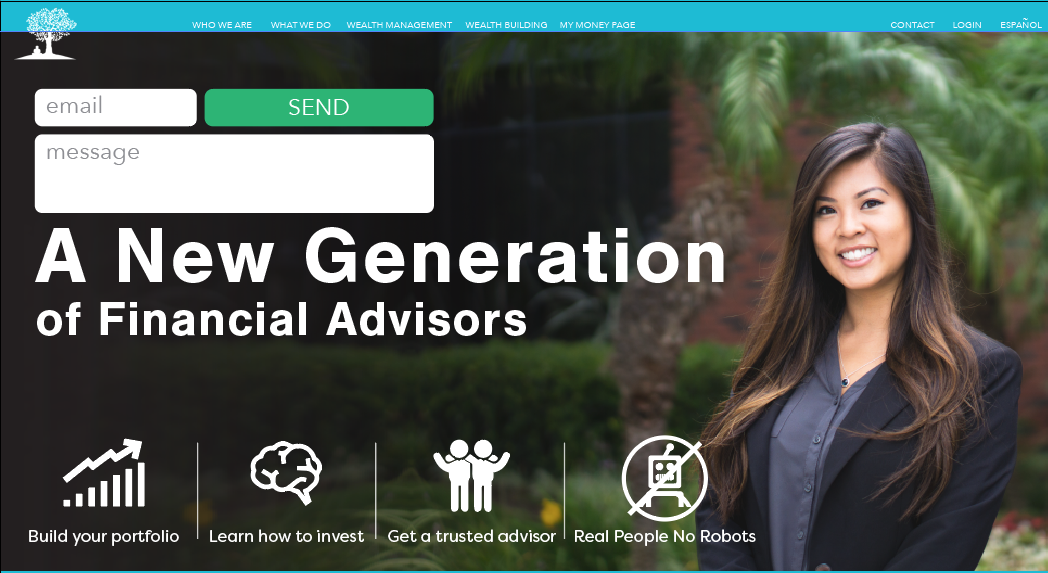 WHO WE ARE WHAT WE DO WEALTH MANAGEMENT WEALTH BUILDING MY MONEY PAGE CONTACT LOGIN ESPAÑOL
email SEND
message
A New Generation
of Financial Advisors
Build your portfolio Learn how to invest Get a trusted advisor Real People No Robots